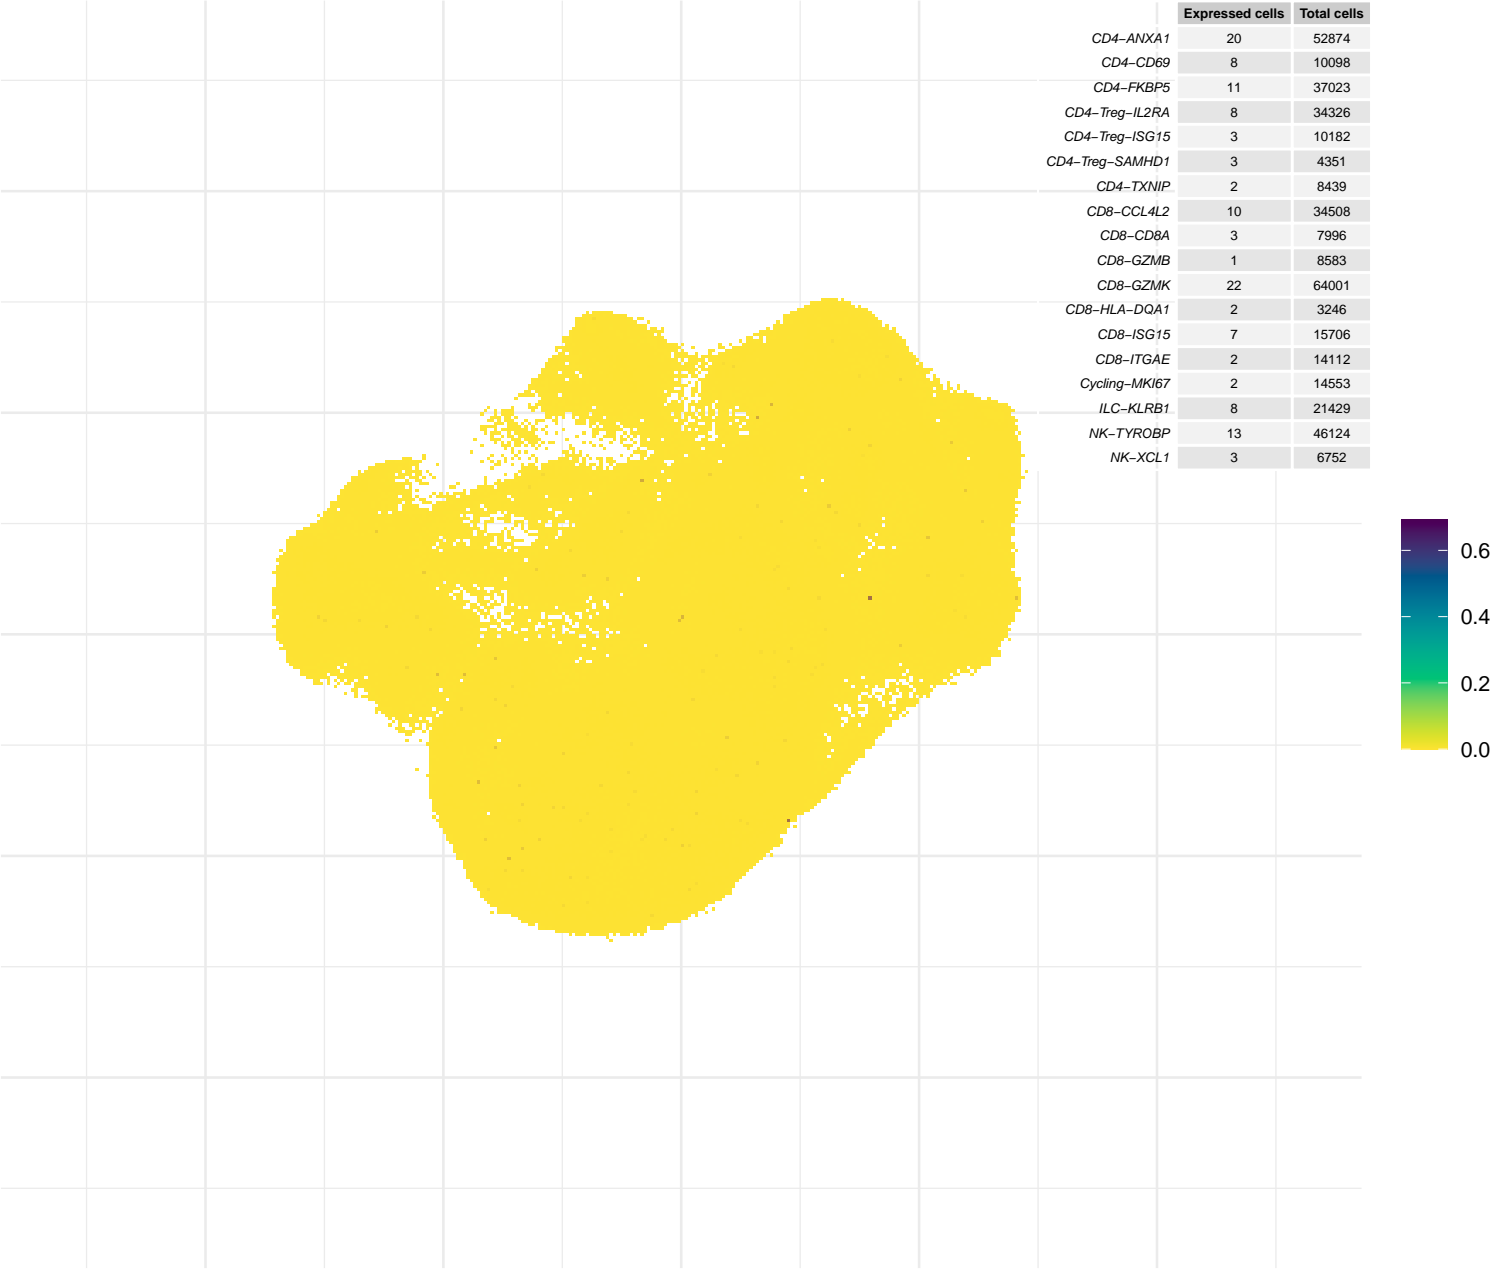 Expressed cells Total cells
CD4−ANXA1 20 52874
CD4−CD69 8 10098
CD4−FKBP5 11 37023
CD4−Treg−IL2RA 8 34326
CD4−Treg−ISG15 3 10182
CD4−Treg−SAMHD1 3 4351
CD4−TXNIP 2 8439
CD8−CCL4L2 10 34508
CD8−CD8A 3 7996
CD8−GZMB 1 8583
CD8−GZMK 22 64001
CD8−HLA−DQA1 2 3246
CD8−ISG15 7 15706
CD8−ITGAE 2 14112
Cycling−MKI67 2 14553
ILC−KLRB1 8 21429
NK−TYROBP 13 46124
NK−XCL1 3 6752
0.6
0.4
0.2
0.0